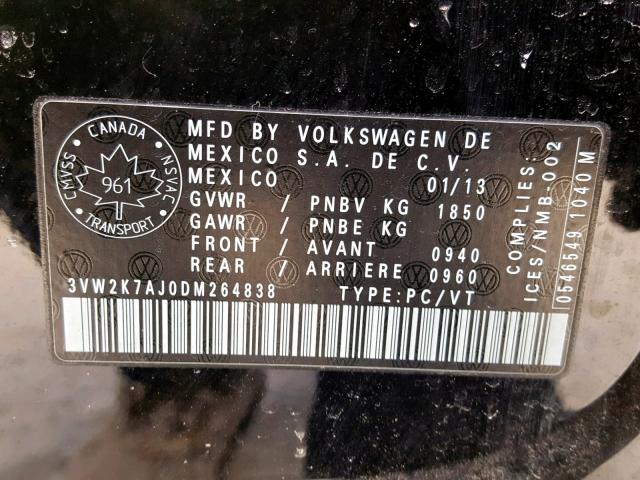 CANADA
CMVSS
NSVAC
961
TRANSPORT
MFD BY VOLKSWAGEN DE
MEXICO S.A. DE C.V.
MEXICO 01/13
GVWR / PNBV KG 1850
GAWR / PNBE KG
FRONT / AVANT 0940
REAR / ARRIERE 0960
3VW2K7AJ0DM264838 TYPE:PC/VT
COMPLIES:
ICES/NMB-002
0546549 1040 M